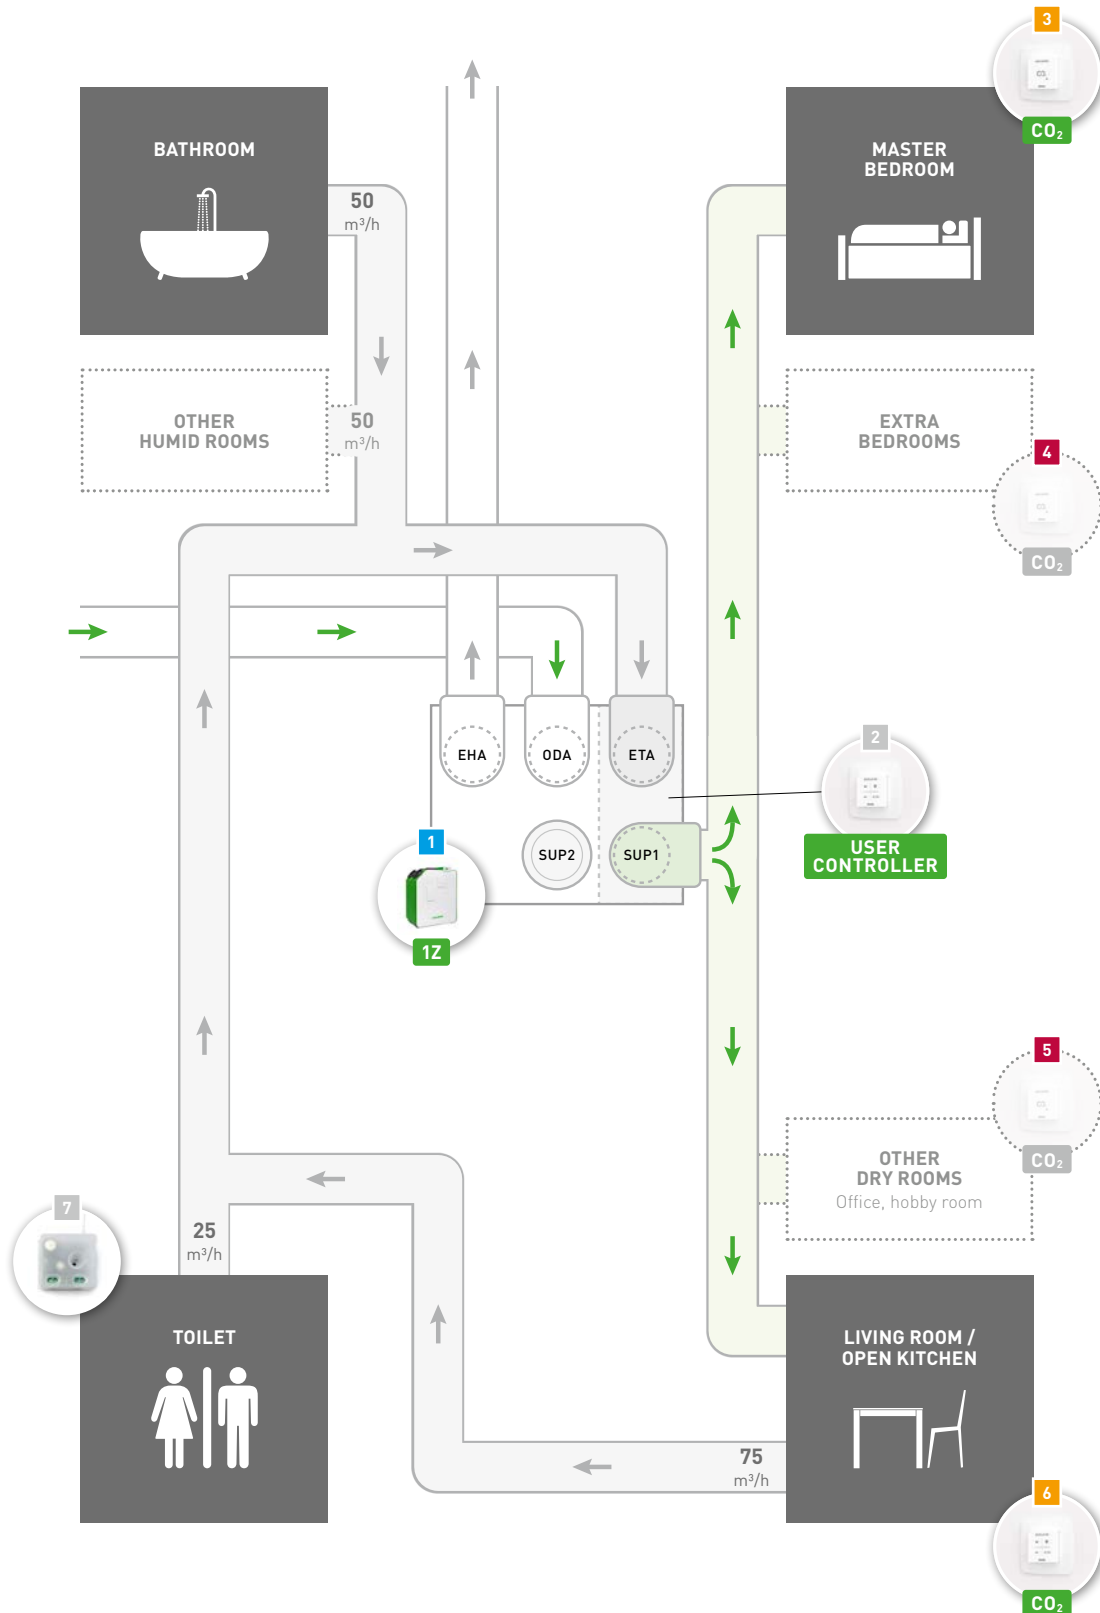 3
CO₂
BATHROOM
MASTER
BEDROOM
50
m³/h
OTHER
HUMID ROOMS
50
m³/h
EXTRA
BEDROOMS
4
CO₂
EHA
ODA
ETA
2
USER
CONTROLLER
1
SUP2
SUP1
1Z
5
CO₂
OTHER
DRY ROOMS
Office, hobby room
7
25
m³/h
TOILET
LIVING ROOM /
OPEN KITCHEN
75
m³/h
6
CO₂